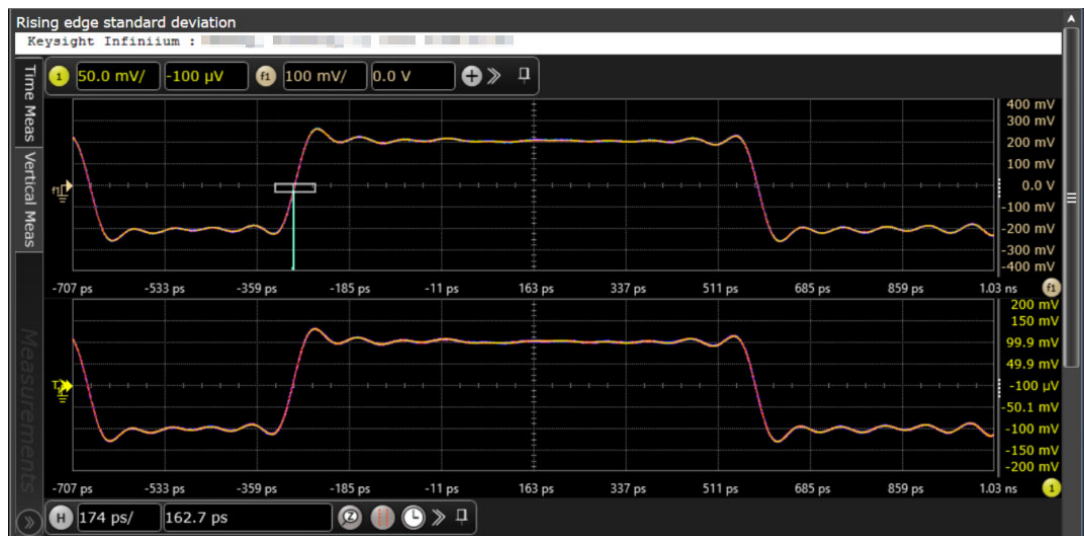 Rising edge standard deviation
Keysight Infiniium :
Time Meas
Vertical Meas
Measurements
1 50.0 mV/ -100 µV f1 100 mV/ 0.0 V
400 mV
300 mV
200 mV
100 mV
0.0 V
-100 mV
-200 mV
-300 mV
-400 mV
f1
-707 ps -533 ps -359 ps -185 ps -11 ps 163 ps 337 ps 511 ps 685 ps 859 ps 1.03 ns f1
200 mV
150 mV
99.9 mV
49.9 mV
-100 µV
-50.1 mV
-100 mV
-150 mV
-200 mV
T
-707 ps -533 ps -359 ps -185 ps -11 ps 163 ps 337 ps 511 ps 685 ps 859 ps 1.03 ns 1
H 174 ps/ 162.7 ps Z